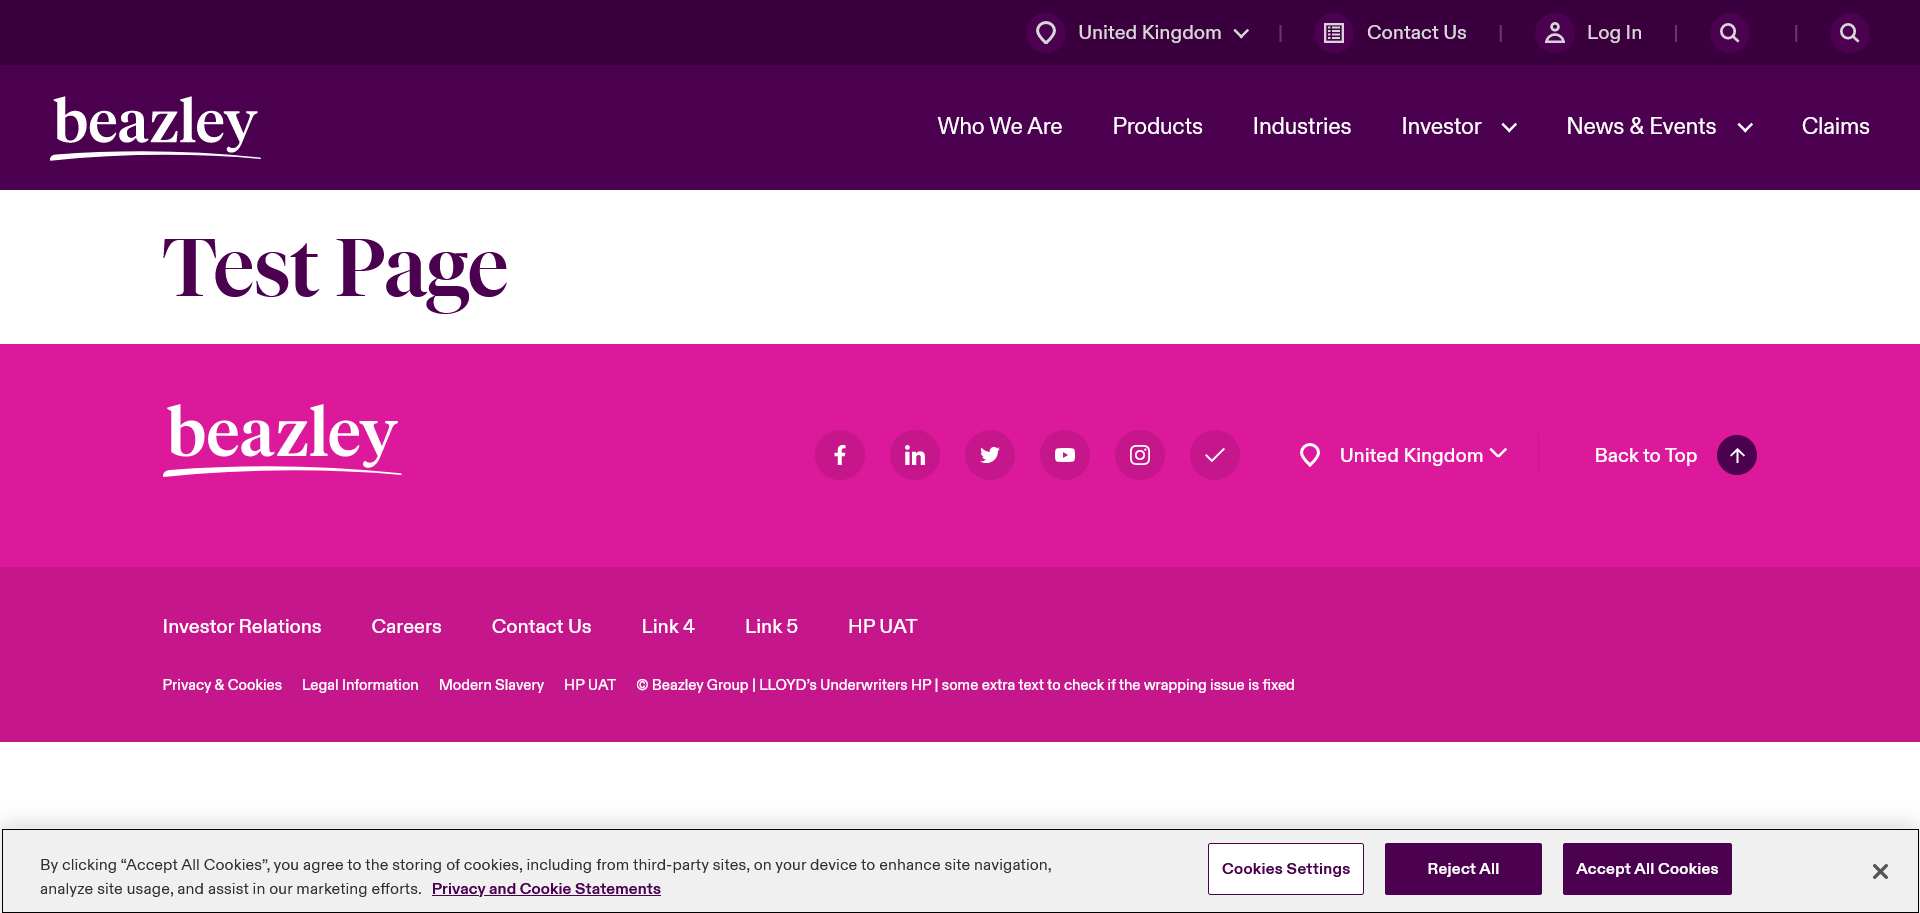 United Kingdom | Contact Us | Log In | |
beazley
Who We Are Products Industries Investor News & Events Claims
Test Page
beazley
United Kingdom Back to Top
Investor Relations Careers Contact Us Link 4 Link 5 HP UAT
Privacy & Cookies Legal Information Modern Slavery HP UAT © Beazley Group | LLOYD’s Underwriters HP | some extra text to check if the wrapping issue is fixed
By clicking “Accept All Cookies”, you agree to the storing of cookies, including from third-party sites, on your device to enhance site navigation,
analyze site usage, and assist in our marketing efforts. Privacy and Cookie Statements
Cookies Settings Reject All Accept All Cookies